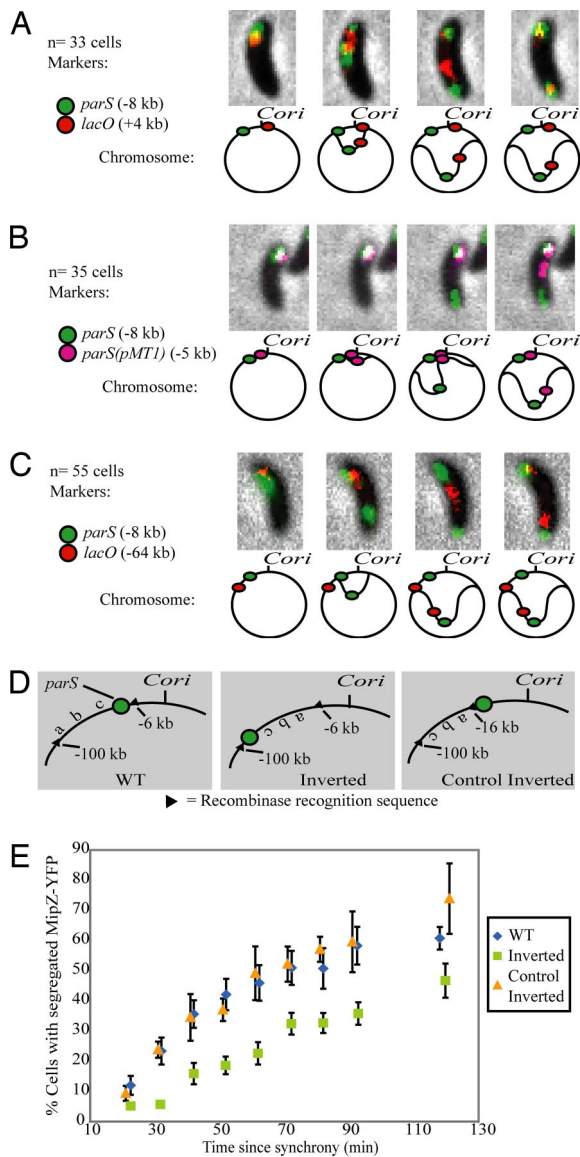 A
n= 33 cells
Markers:
parS (-8 kb)
lacO (+4 kb)
Cori
Chromosome:
B
n= 35 cells
Markers:
parS (-8 kb)
parS(pMT1) (-5 kb)
Cori
Chromosome:
C
n= 55 cells
Markers:
parS (-8 kb)
lacO (-64 kb)
Cori Cori Cori Cori
Chromosome:
D
parS
Cori
a b c
-6 kb
-100 kb
WT
Cori
a b c
-6 kb
-100 kb
Inverted
Cori
a b c
-16 kb
-100 kb
Control Inverted
= Recombinase recognition sequence
E
% Cells with segregated MipZ-YFP
90
80
70
60
50
40
30
20
10
0
10 30 50 70 90 110 130
Time since synchrony (min)
WT
Inverted
Control
Inverted